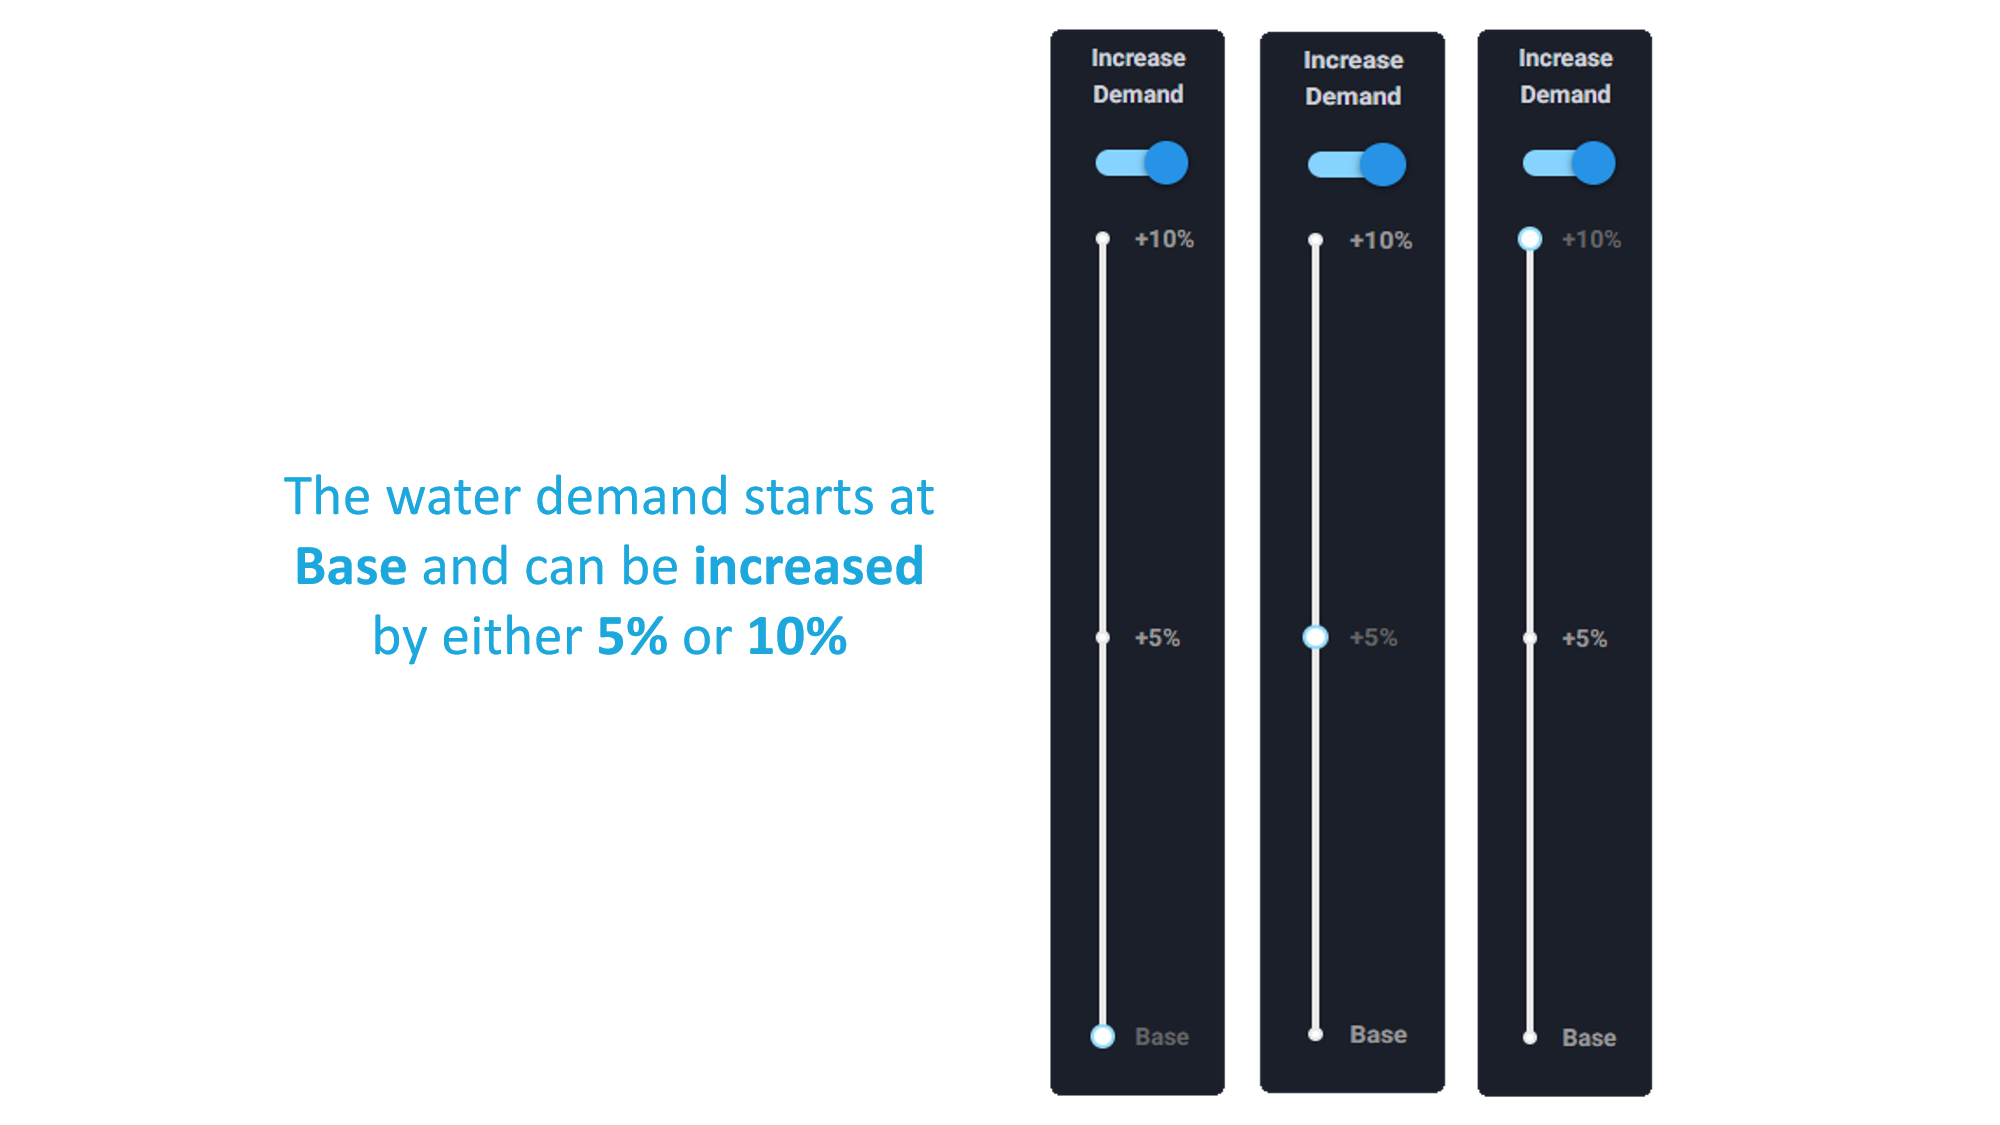 The water demand starts at
Base and can be increased
by either 5% or 10%
Increase
Demand
+10%
+5%
Base
Increase
Demand
+10%
+5%
Base
Increase
Demand
+10%
+5%
Base